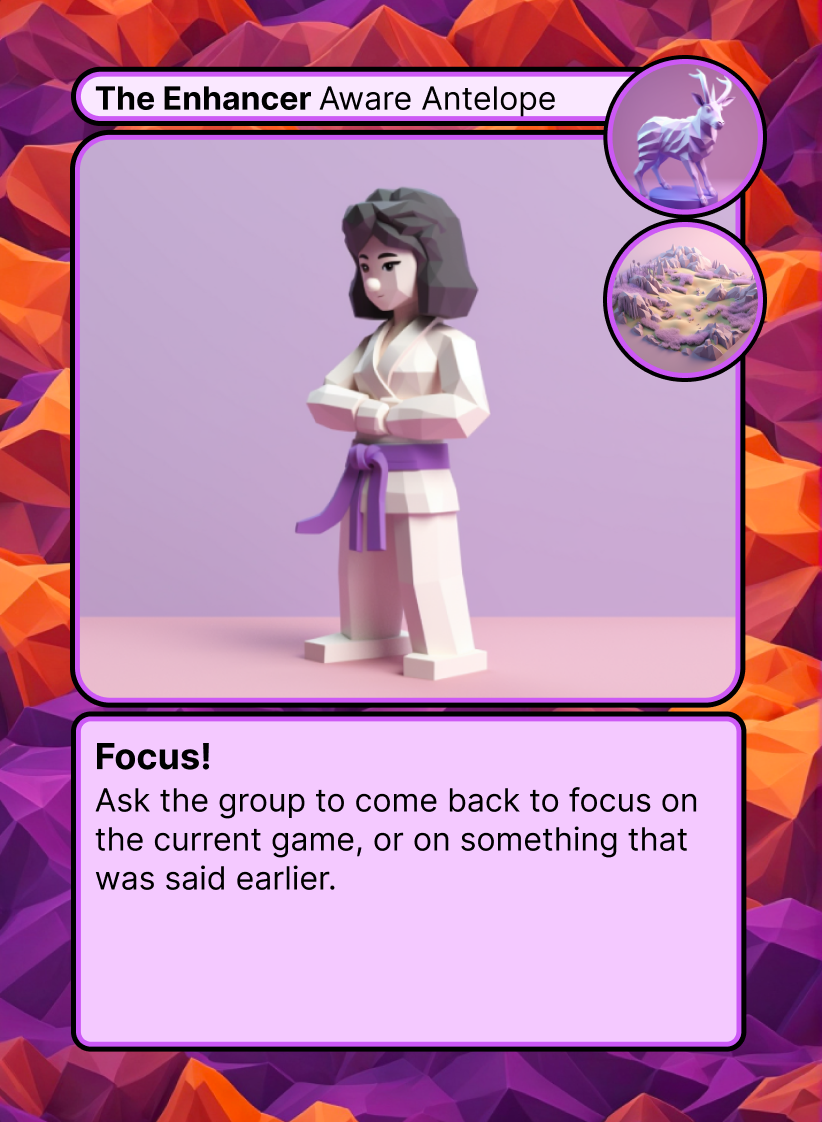 The Enhancer Aware Antelope
Focus!
Ask the group to come back to focus on
the current game, or on something that
was said earlier.